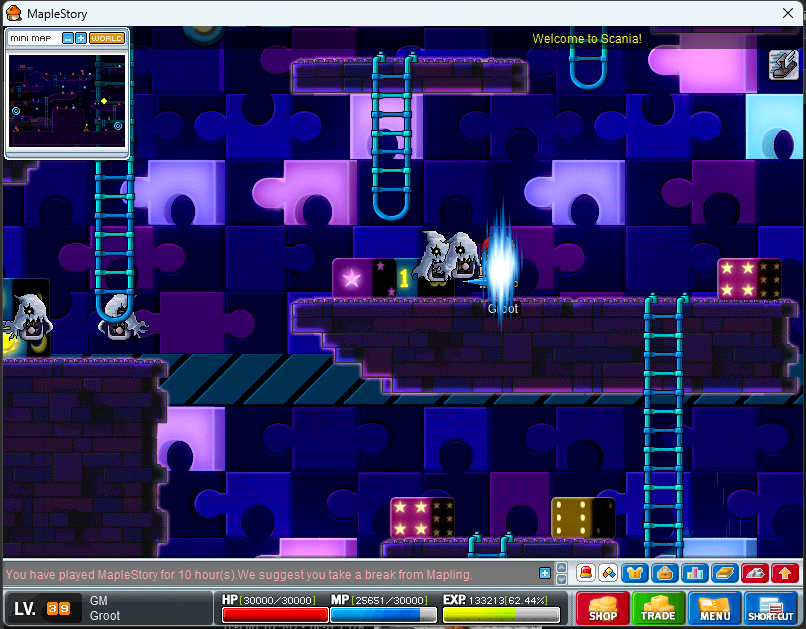 MapleStory
MINI MAP
WORLD
Welcome to Scania!
1
Groot
You have played MapleStory for 10 hour(s).We suggest you take a break from Mapling.
LV. 39
GM
Groot
HP[30000/30000] MP[25651/30000] EXP 133213[62.44%]
SHOP
TRADE
MENU
SHORTCUT